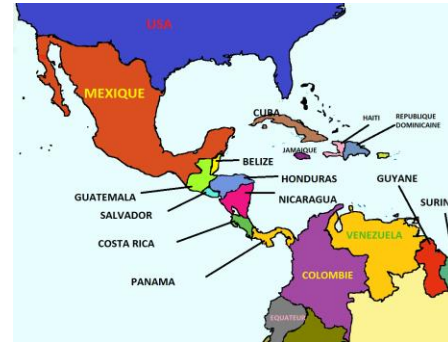 USA
MEXIQUE
CUBA
HAITI
REPUBLIQUE
DOMINICAINE
JAMAIQUE
BELIZE
GUATEMALA
HONDURAS
GUYANE
SALVADOR
NICARAGUA
SURIN
COSTA RICA
VENEZUELA
PANAMA
COLOMBIE
EQUATEUR